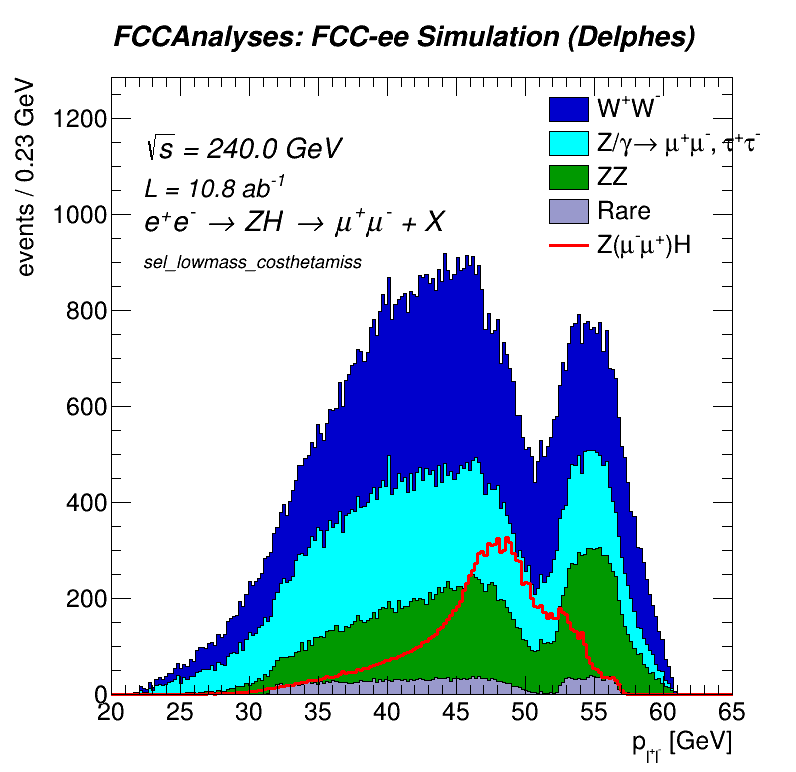 FCCAnalyses: FCC-ee Simulation (Delphes)
events / 0.23 GeV
1200
1000
800
600
400
200
0
√s = 240.0 GeV
L = 10.8 ab⁻¹
e⁺e⁻ → ZH → μ⁺μ⁻ + X
sel_lowmass_costhetamiss
W⁺W⁻
Z/γ→ μ⁺μ⁻, τ⁺τ⁻
ZZ
Rare
Z(μ⁻μ⁺)H
20 25 30 35 40 45 50 55 60 65
p_l⁺l⁻ [GeV]